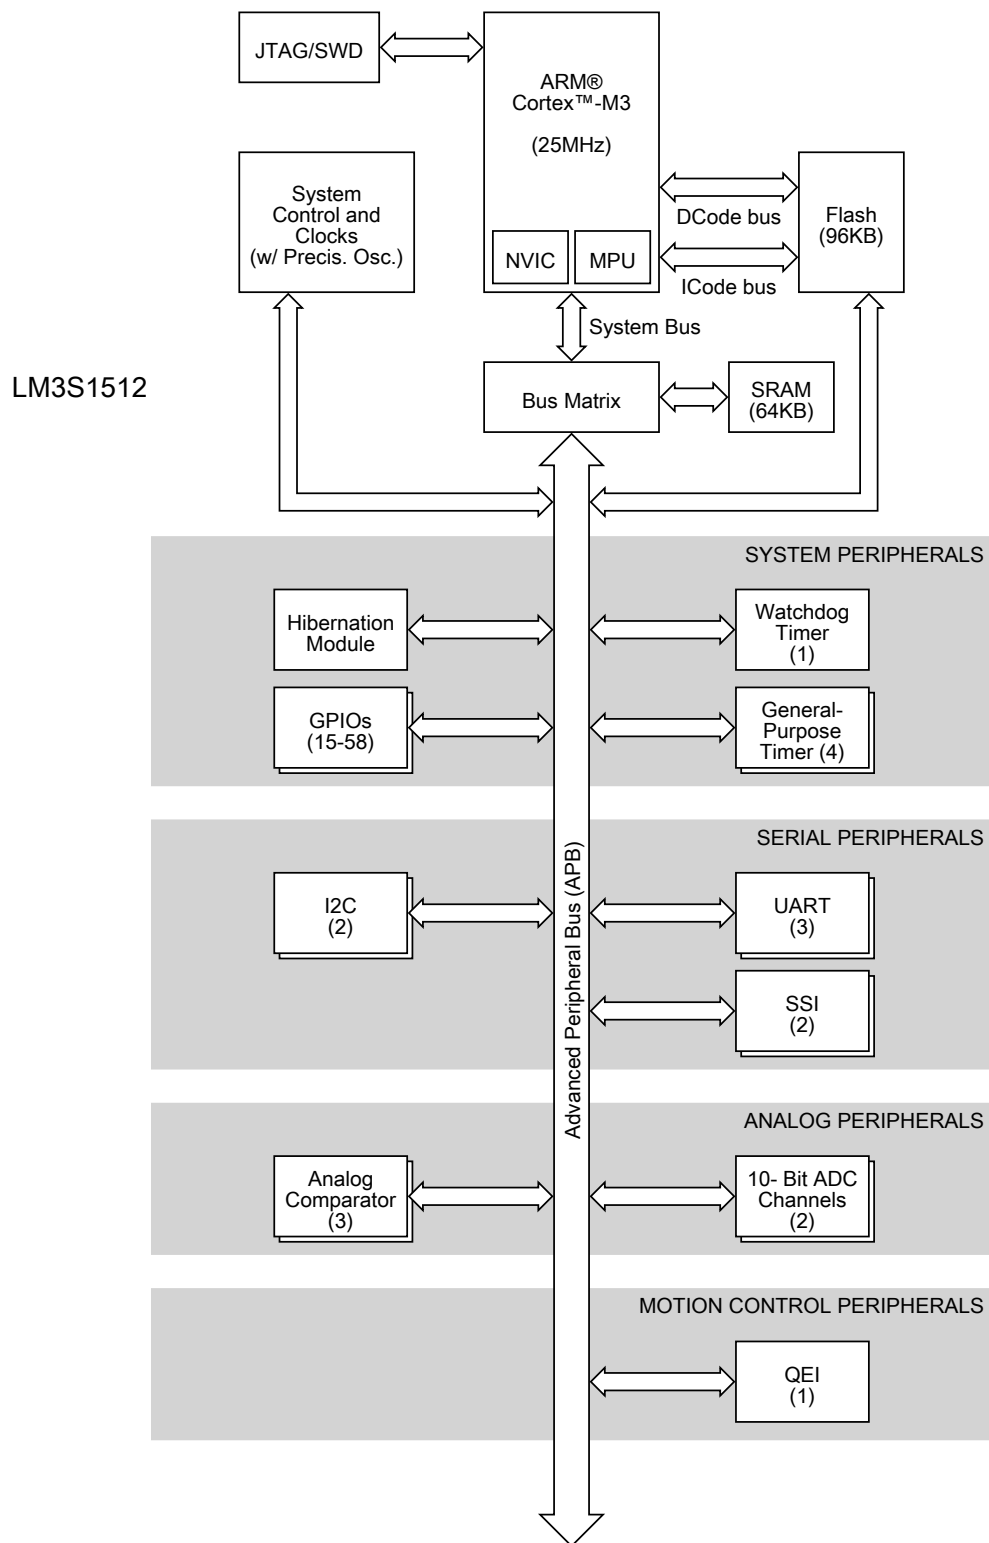 JTAG/SWD
ARM®
Cortex™-M3
(25MHz)
System
Control and
Clocks
(w/ Precis. Osc.)
DCode bus
Flash
(96KB)
NVIC
MPU
ICode bus
System Bus
LM3S1512
Bus Matrix
SRAM
(64KB)
SYSTEM PERIPHERALS
Hibernation
Module
Watchdog
Timer
(1)
GPIOs
(15-58)
General-
Purpose
Timer (4)
Advanced Peripheral Bus (APB)
SERIAL PERIPHERALS
I2C
(2)
UART
(3)
SSI
(2)
ANALOG PERIPHERALS
Analog
Comparator
(3)
10- Bit ADC
Channels
(2)
MOTION CONTROL PERIPHERALS
QEI
(1)